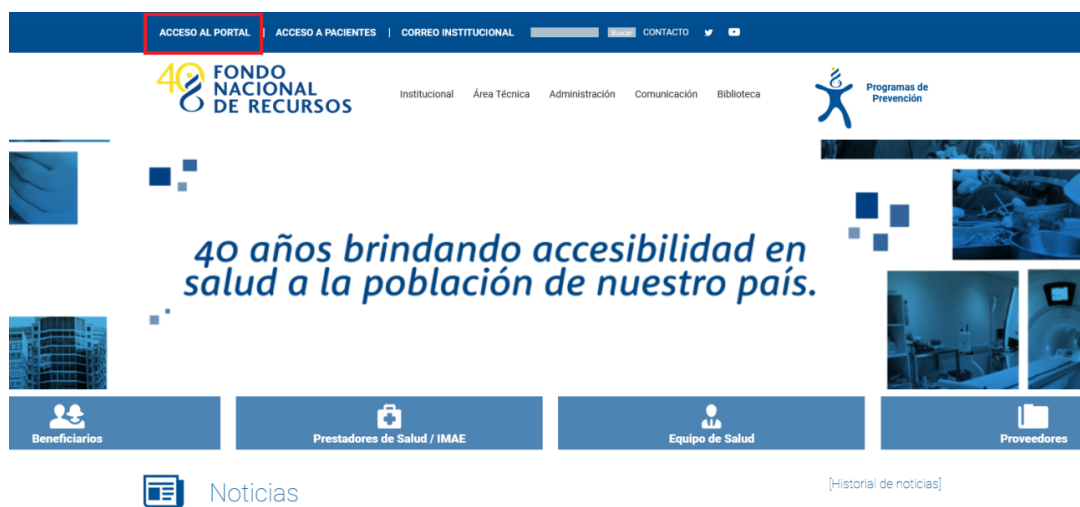 ACCESO AL PORTAL | ACCESO A PACIENTES | CORREO INSTITUCIONAL Buscar CONTACTO
40 FONDO
NACIONAL
DE RECURSOS
Institucional Área Técnica Administración Comunicación Biblioteca
Programas de
Prevención
40 años brindando accesibilidad en
salud a la población de nuestro país.
Beneficiarios Prestadores de Salud / IMAE Equipo de Salud Proveedores
Noticias [Historial de noticias]